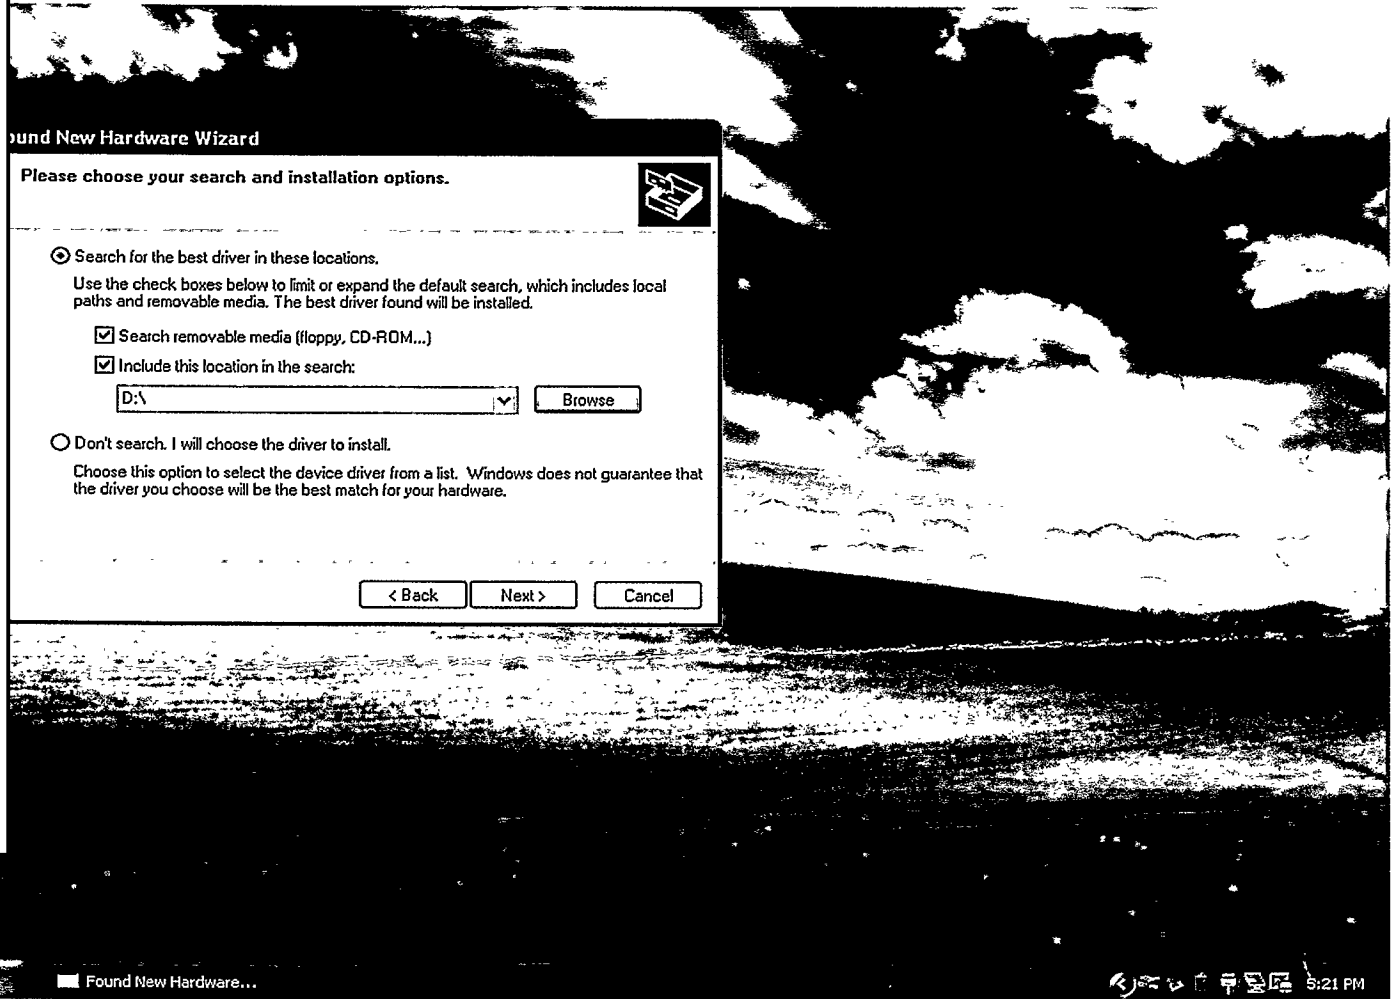 ound New Hardware Wizard
Please choose your search and installation options.
Search for the best driver in these locations.
Use the check boxes below to limit or expand the default search, which includes local
paths and removable media. The best driver found will be installed.
Search removable media (floppy, CD-ROM...)
Include this location in the search:
D:\
Browse
Don't search. I will choose the driver to install.
Choose this option to select the device driver from a list. Windows does not guarantee that
the driver you choose will be the best match for your hardware.
< Back Next > Cancel
Found New Hardware... 5:21 PM